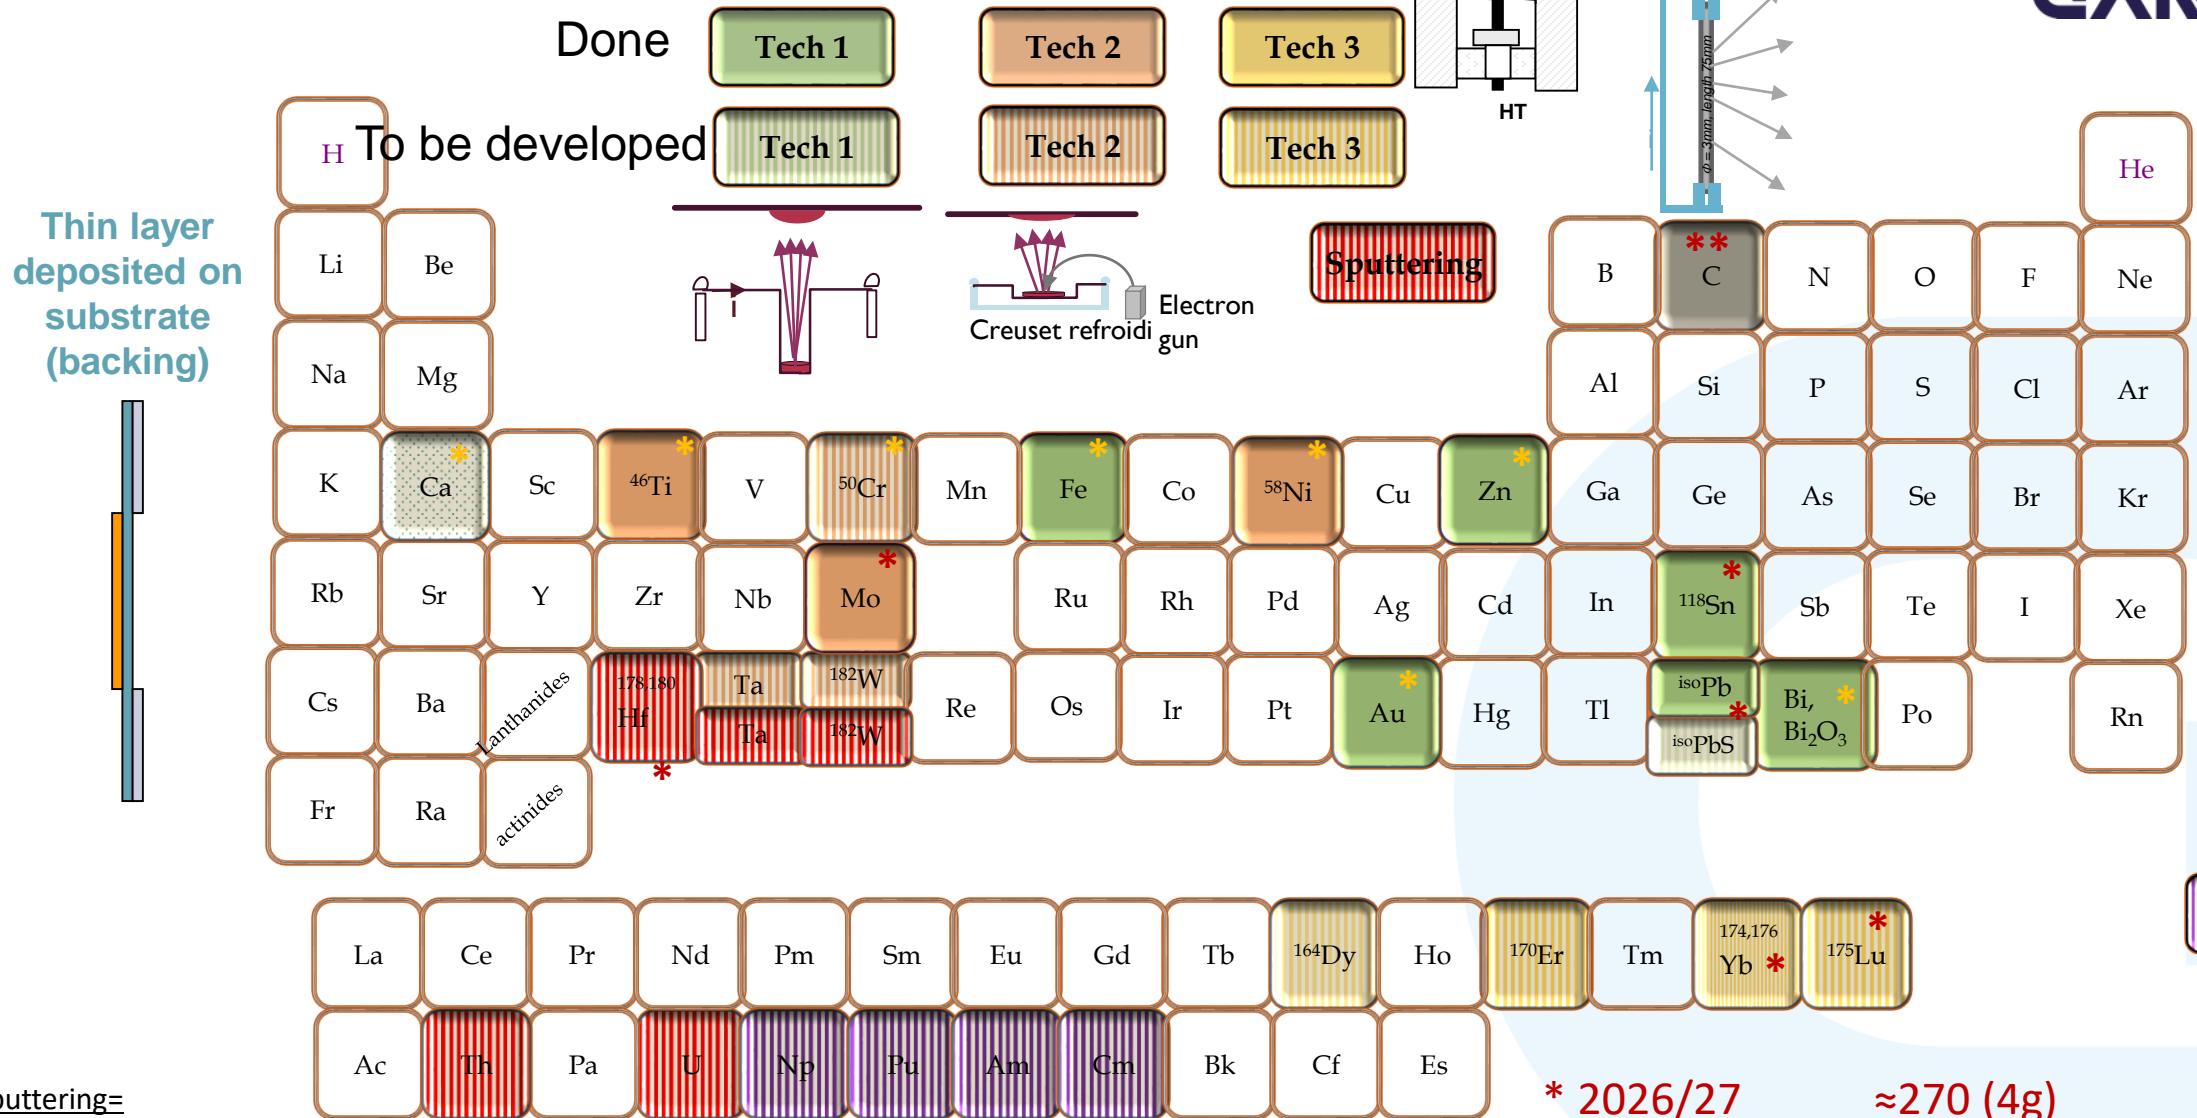 Done
Tech 1
Tech 2
Tech 3
HT
Φ = 3mm, length 75mm
To be developed
Tech 1
Tech 2
Tech 3
H
He
Thin layer
deposited on
substrate
(backing)
I
Creuset refroidi
Electron
gun
Sputtering
Li Be B ** C N O F Ne
Na Mg Al Si P S Cl Ar
K Ca * Sc ⁴⁶Ti * V ⁵⁰Cr * Mn Fe * Co ⁵⁸Ni * Cu Zn * Ga Ge As Se Br Kr
Rb Sr Y Zr Nb Mo * Ru Rh Pd Ag Cd In ¹¹⁸Sn * Sb Te I Xe
Cs Ba Lanthanides 178,180 Hf * Ta ¹⁸²W Re Os Ir Pt Au * Hg Tl ⁱˢᵒPb * Bi, * Po Rn
Ta ¹⁸²W ⁱˢᵒPbS Bi₂O₃
Fr Ra actinides
La Ce Pr Nd Pm Sm Eu Gd Tb ¹⁶⁴Dy Ho ¹⁷⁰Er Tm 174,176 Yb * ¹⁷⁵Lu *
Ac Th Pa U Np Pu Am Cm Bk Cf Es
puttering=
* 2026/27
≈270 (4g)